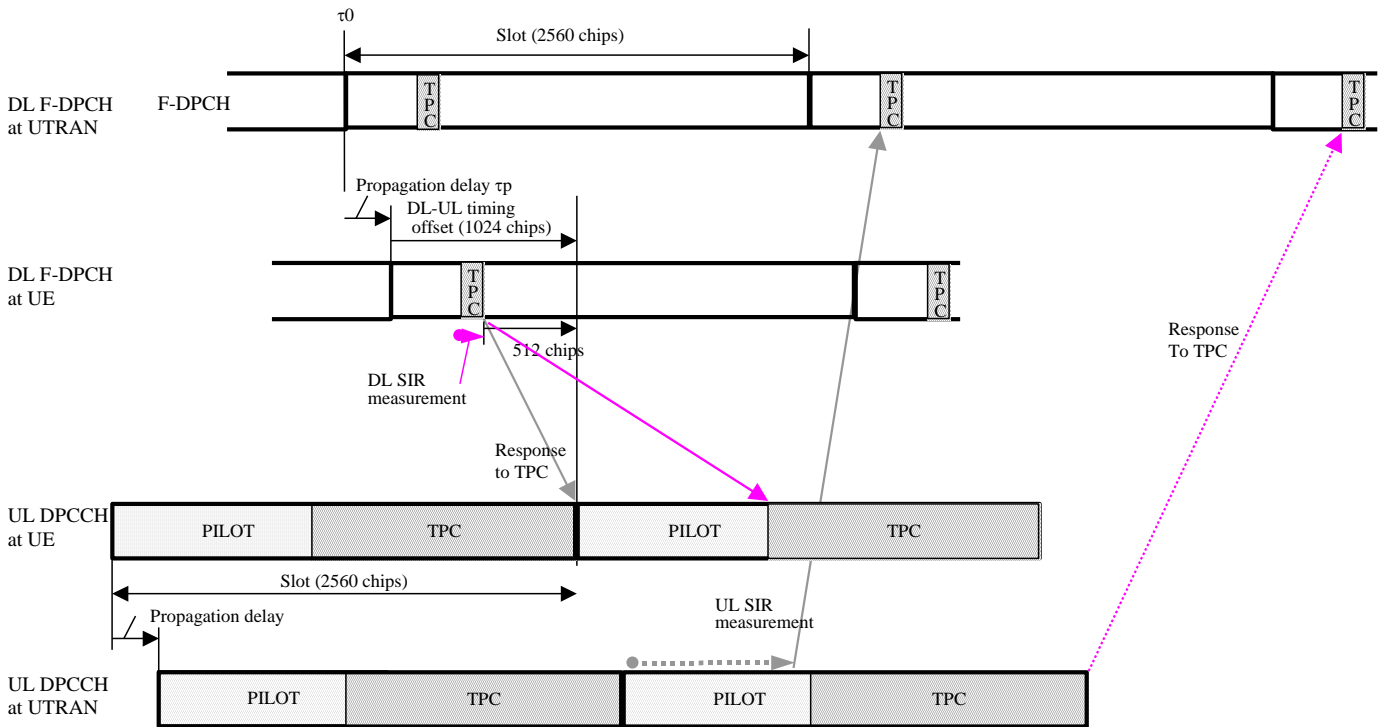 τ0
Slot (2560 chips)
DL F-DPCH
at UTRAN
F-DPCH
TPC
TPC
TPC
Propagation delay τp
DL-UL timing
offset (1024 chips)
DL F-DPCH
at UE
TPC
TPC
512 chips
DL SIR
measurement
Response
To TPC
Response
to TPC
UL DPCCH
at UE
PILOT
TPC
PILOT
TPC
Slot (2560 chips)
Propagation delay
UL SIR
measurement
UL DPCCH
at UTRAN
PILOT
TPC
PILOT
TPC